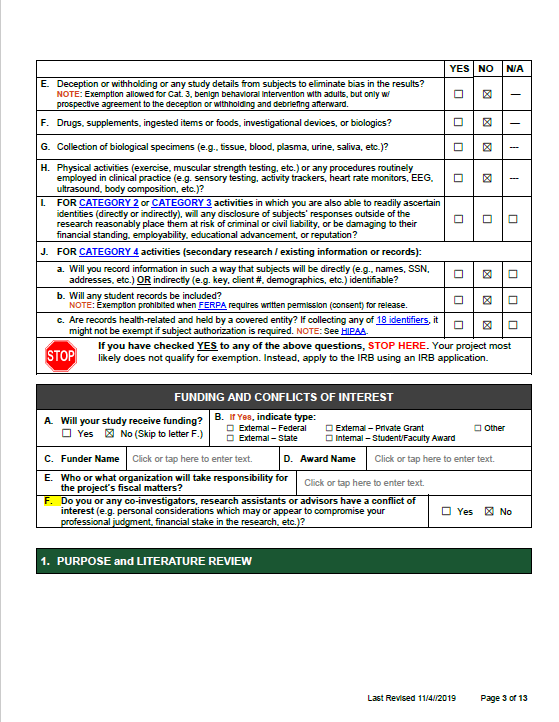 YES NO N/A
E. Deception or withholding or any study details from subjects to eliminate bias in the results?
NOTE: Exemption allowed for Cat. 3, benign behavioral intervention with adults, but only w/
prospective agreement to the deception or withholding and debriefing afterward.
☐ ☒ —
F. Drugs, supplements, ingested items or foods, investigational devices, or biologics?
☐ ☒ —
G. Collection of biological specimens (e.g., tissue, blood, plasma, urine, saliva, etc.)?
☐ ☒ ---
H. Physical activities (exercise, muscular strength testing, etc.) or any procedures routinely
employed in clinical practice (e.g. sensory testing, activity trackers, heart rate monitors, EEG,
ultrasound, body composition, etc.)?
☐ ☒ ---
I. FOR CATEGORY 2 or CATEGORY 3 activities in which you are also able to readily ascertain
identities (directly or indirectly), will any disclosure of subjects' responses outside of the
research reasonably place them at risk of criminal or civil liability, or be damaging to their
financial standing, employability, educational advancement, or reputation?
☐ ☐ ☐
J. FOR CATEGORY 4 activities (secondary research / existing information or records):
a. Will you record information in such a way that subjects will be directly (e.g., names, SSN,
addresses, etc.) OR indirectly (e.g. key, client #, demographics, etc.) identifiable?
☐ ☒ ☐
b. Will any student records be included?
NOTE: Exemption prohibited when FERPA requires written permission (consent) for release.
☐ ☒ ☐
c. Are records health-related and held by a covered entity? If collecting any of 18 identifiers, it
might not be exempt if subject authorization is required. NOTE: See HIPAA.
☐ ☒ ☐
STOP
If you have checked YES to any of the above questions, STOP HERE. Your project most
likely does not qualify for exemption. Instead, apply to the IRB using an IRB application.
FUNDING AND CONFLICTS OF INTEREST
A. Will your study receive funding?
☐ Yes ☒ No (Skip to letter F.)
B. If Yes, indicate type:
☐ External – Federal ☐ External – Private Grant ☐ Other
☐ External – State ☐ Internal – Student/Faculty Award
C. Funder Name Click or tap here to enter text. D. Award Name Click or tap here to enter text.
E. Who or what organization will take responsibility for
the project's fiscal matters?
Click or tap here to enter text.
F. Do you or any co-investigators, research assistants or advisors have a conflict of
interest (e.g. personal considerations which may or appear to compromise your
professional judgment, financial stake in the research, etc.)?
☐ Yes ☒ No
1. PURPOSE and LITERATURE REVIEW
Last Revised 11/4//2019 Page 3 of 13